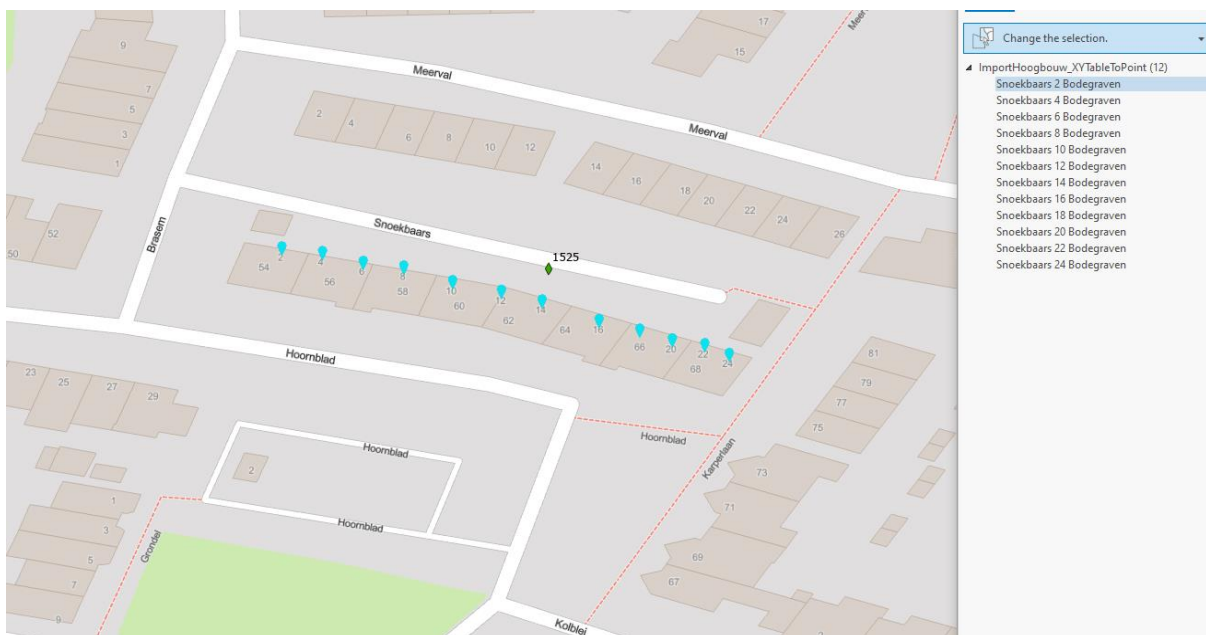 Change the selection.
ImportHoogbouw_XYTableToPoint (12)
Snoekbaars 2 Bodegraven
Snoekbaars 4 Bodegraven
Snoekbaars 6 Bodegraven
Snoekbaars 8 Bodegraven
Snoekbaars 10 Bodegraven
Snoekbaars 12 Bodegraven
Snoekbaars 14 Bodegraven
Snoekbaars 16 Bodegraven
Snoekbaars 18 Bodegraven
Snoekbaars 20 Bodegraven
Snoekbaars 22 Bodegraven
Snoekbaars 24 Bodegraven
17
15
9
7
5
3
1
Meerval
Meerval
2
4
6
8
10
12
14
16
18
20
22
24
26
Brasem
Snoekbaars
1525
50
52
2
4
6
8
10
12
14
16
20
22
24
54
56
58
60
62
64
66
68
Hoornblad
23
25
27
29
81
79
77
75
Hoornblad
Karperlaan
Hoornblad
2
Hoornblad
73
71
69
67
1
3
5
7
9
Grondel
Kolblei